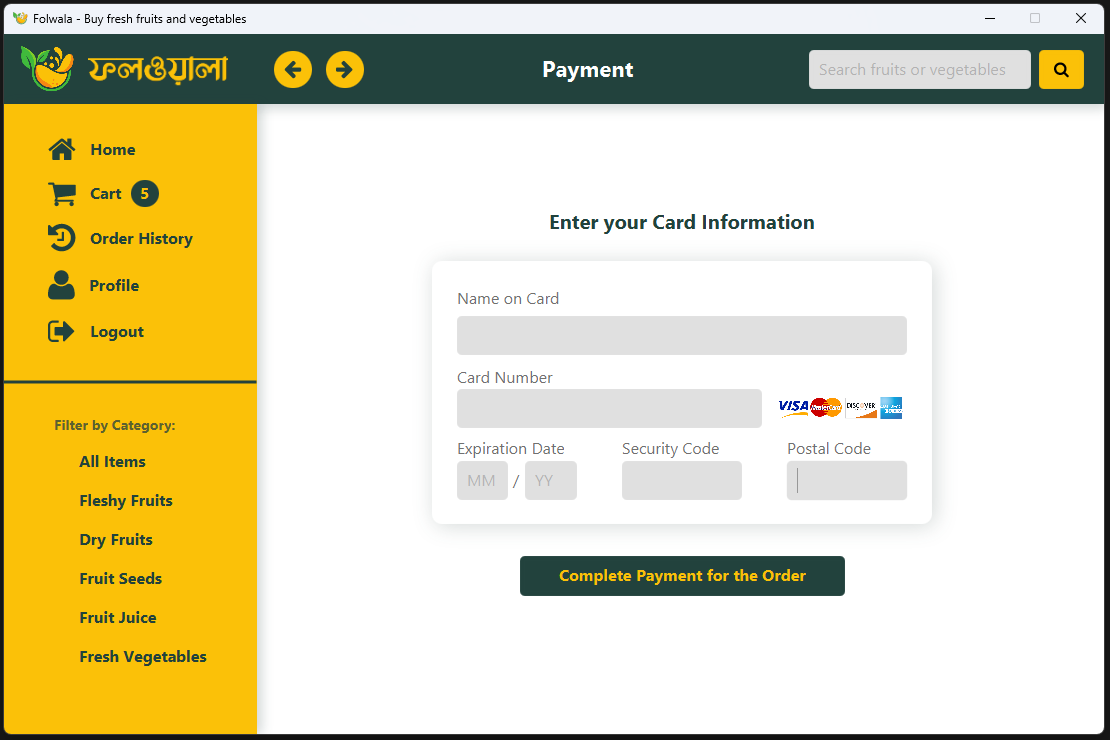 Folwala - Buy fresh fruits and vegetables
ফলওয়ালা
Payment
Search fruits or vegetables
Home
Cart 5
Order History
Profile
Logout
Filter by Category:
All Items
Fleshy Fruits
Dry Fruits
Fruit Seeds
Fruit Juice
Fresh Vegetables
Enter your Card Information
Name on Card
Card Number
VISA MasterCard DISCOVER
Expiration Date Security Code Postal Code
MM / YY
Complete Payment for the Order